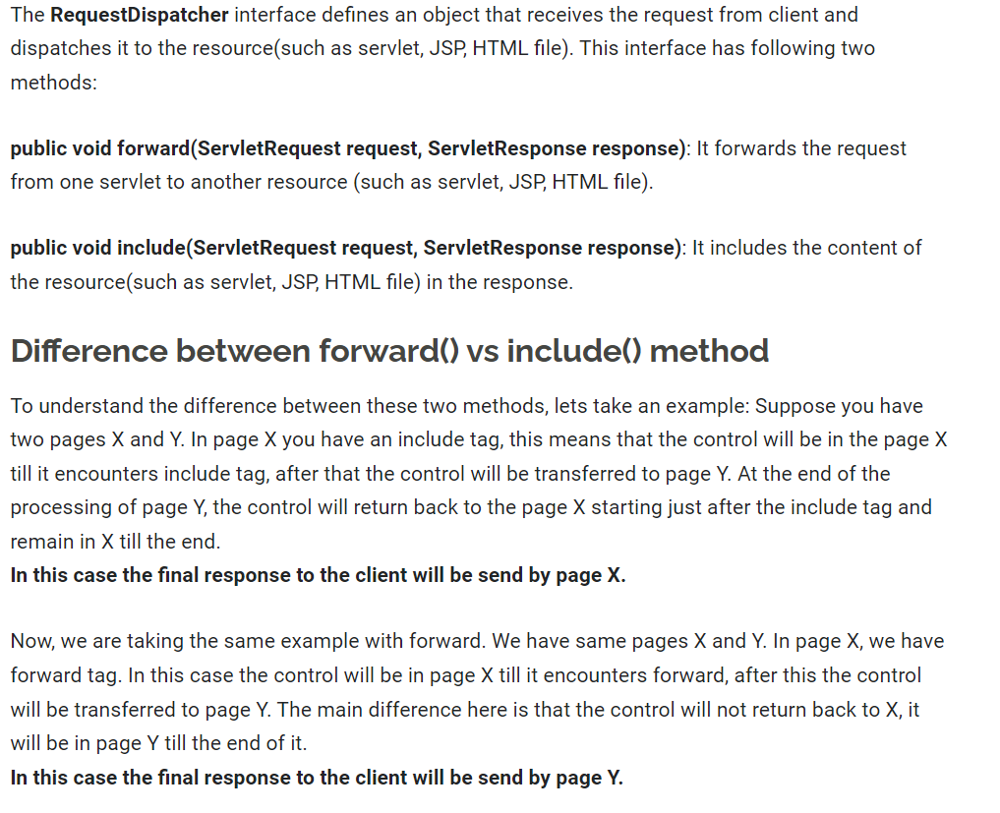 The RequestDispatcher interface defines an object that receives the request from client and
dispatches it to the resource(such as servlet, JSP, HTML file). This interface has following two
methods:
public void forward(ServletRequest request, ServletResponse response): It forwards the request
from one servlet to another resource (such as servlet, JSP, HTML file).
public void include(ServletRequest request, ServletResponse response): It includes the content of
the resource(such as servlet, JSP, HTML file) in the response.
Difference between forward() vs include() method
To understand the difference between these two methods, lets take an example: Suppose you have
two pages X and Y. In page X you have an include tag, this means that the control will be in the page X
till it encounters include tag, after that the control will be transferred to page Y. At the end of the
processing of page Y, the control will return back to the page X starting just after the include tag and
remain in X till the end.
In this case the final response to the client will be send by page X.
Now, we are taking the same example with forward. We have same pages X and Y. In page X, we have
forward tag. In this case the control will be in page X till it encounters forward, after this the control
will be transferred to page Y. The main difference here is that the control will not return back to X, it
will be in page Y till the end of it.
In this case the final response to the client will be send by page Y.